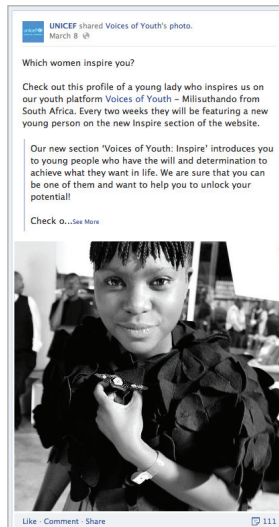 UNICEF shared Voices of Youth's photo.
March 8
Which women inspire you?
Check out this profile of a young lady who inspires us on
our youth platform Voices of Youth – Milisuthando from
South Africa. Every two weeks they will be featuring a new
young person on the new Inspire section of the website.
Our new section 'Voices of Youth: Inspire' introduces you
to young people who have the will and determination to
achieve what they want in life. We are sure that you can
be one of them and want to help you to unlock your
potential!
Check o...See More
Like · Comment · Share 111